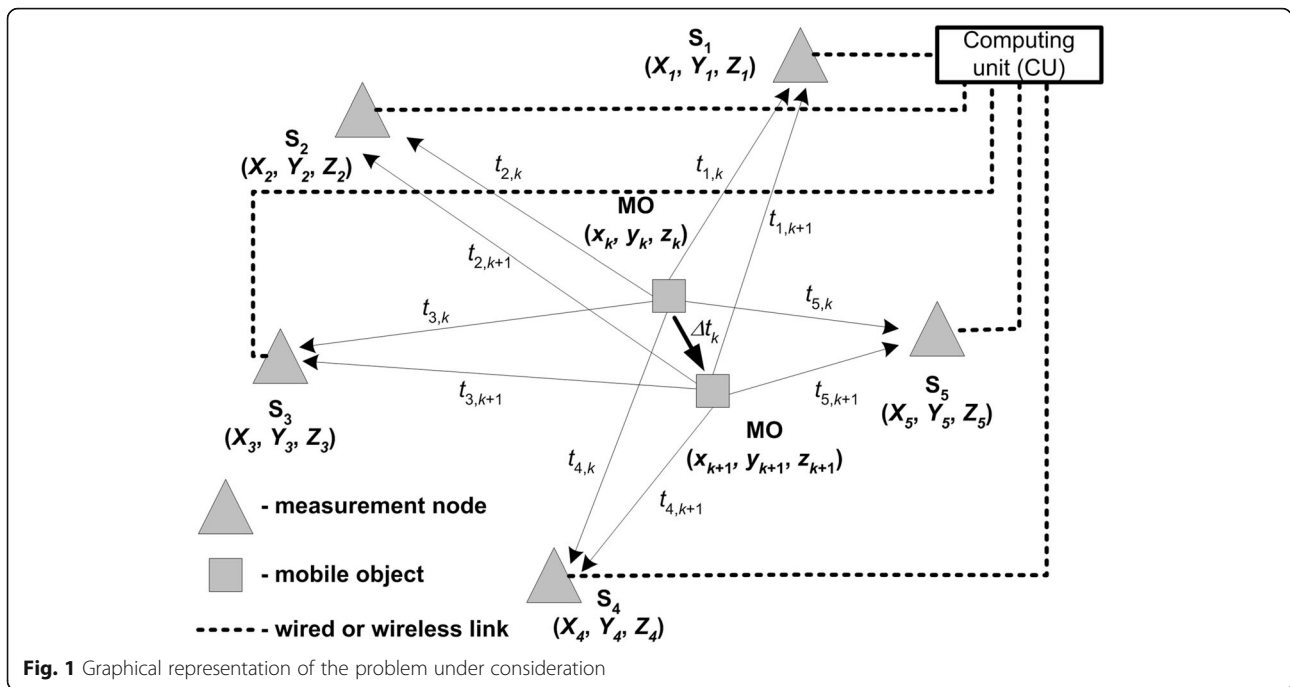 S1
(X1, Y1, Z1)
Computing
unit (CU)
S2
(X2, Y2, Z2)
t2,k
t1,k
MO
(xk, yk, zk)
t1,k+1
t2,k+1
t3,k
t5,k
Δtk
S3
(X3, Y3, Z3)
t3,k+1
t5,k+1
S5
(X5, Y5, Z5)
MO
(xk+1, yk+1, zk+1)
t4,k
t4,k+1
- measurement node
- mobile object
S4
(X4, Y4, Z4)
- wired or wireless link
Fig. 1 Graphical representation of the problem under consideration